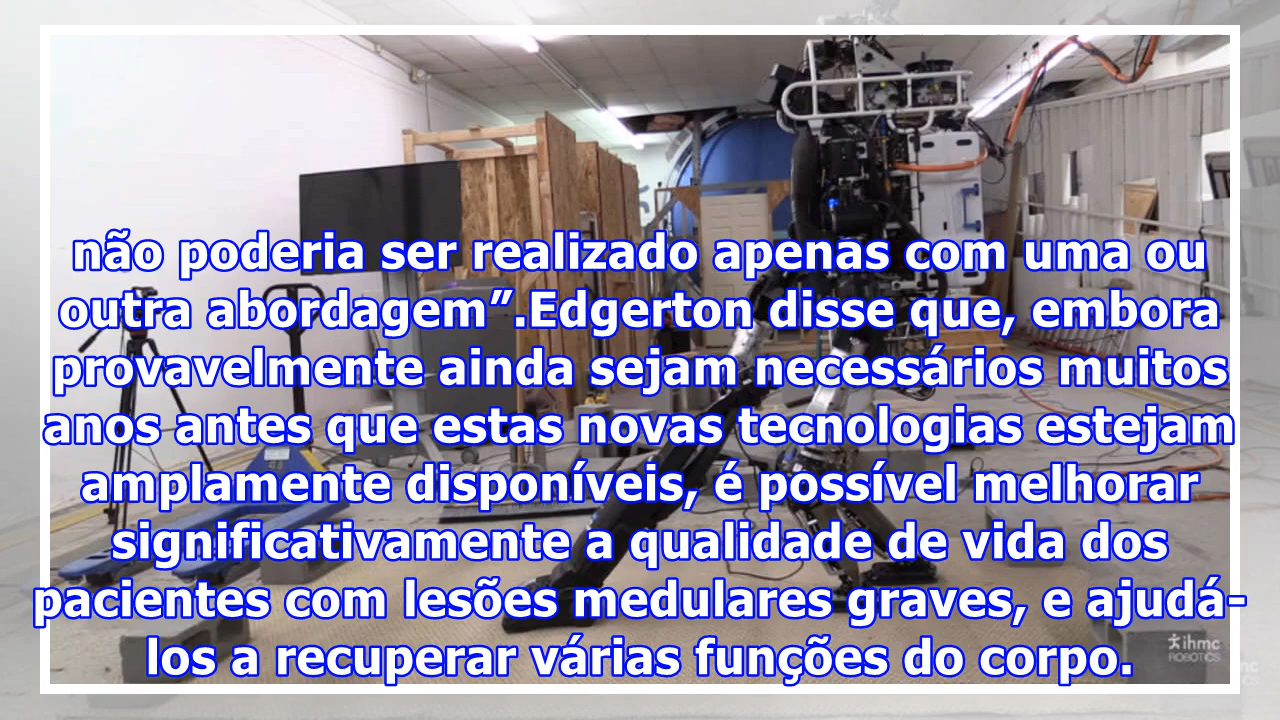 não poderia ser realizado apenas com uma ou
outra abordagem”.Edgerton disse que, embora
provavelmente ainda sejam necessários muitos
anos antes que estas novas tecnologias estejam
amplamente disponíveis, é possível melhorar
significativamente a qualidade de vida dos
pacientes com lesões medulares graves, e ajudá-
los a recuperar várias funções do corpo.
ihmc
ROBOTICS